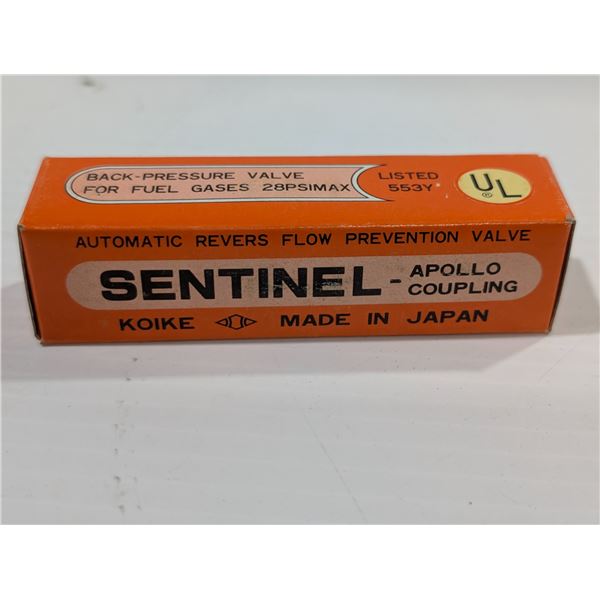 BACK-PRESSURE VALVE
FOR FUEL GASES 28PSIMAX
LISTED
553Y
UL
®
AUTOMATIC REVERS FLOW PREVENTION VALVE
SENTINEL-APOLLO
COUPLING
KOIKE MADE IN JAPAN